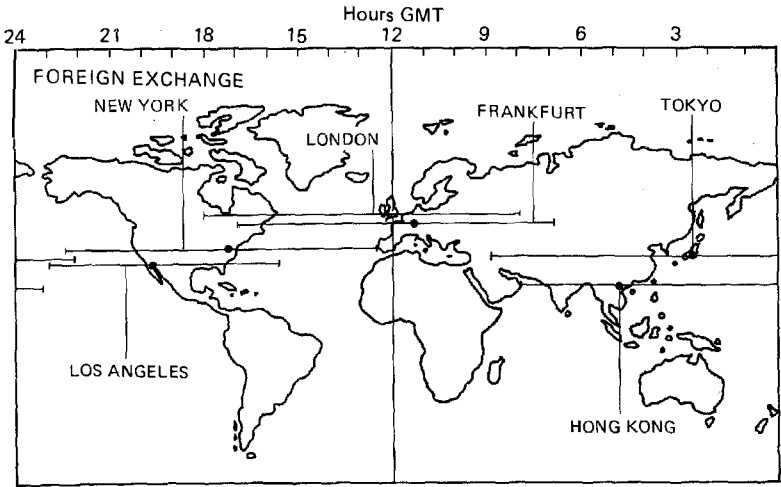 Hours GMT
24 21 18 15 12 9 6 3
FOREIGN EXCHANGE
NEW YORK
FRANKFURT
TOKYO
LONDON
LOS ANGELES
HONG KONG